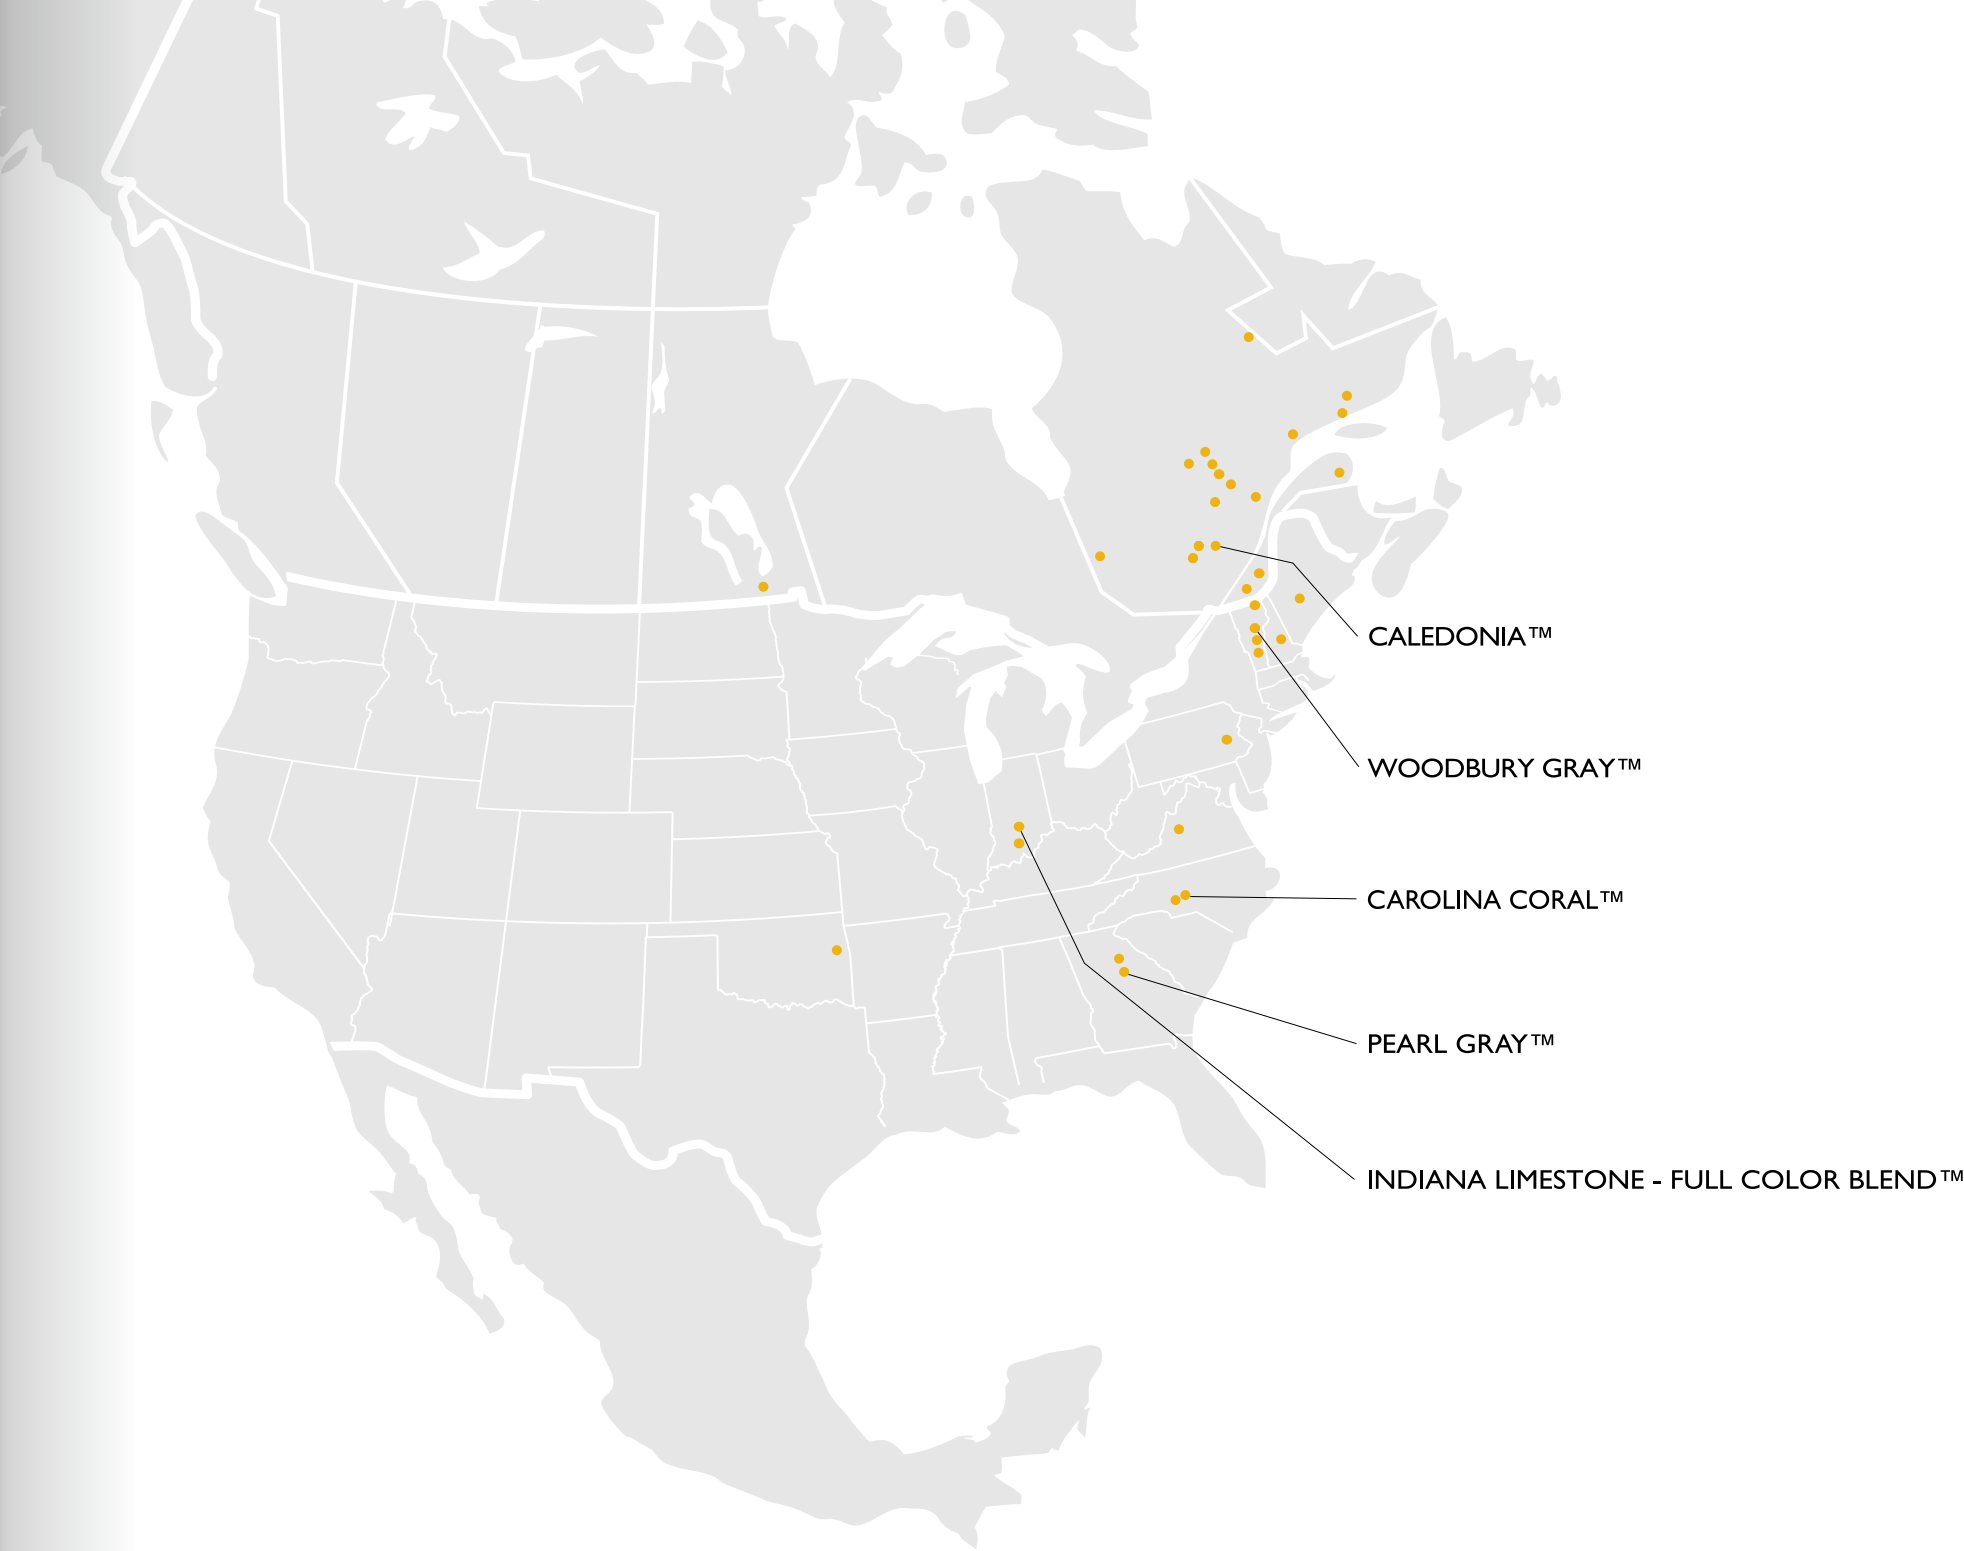 CALEDONIA™
WOODBURY GRAY™
CAROLINA CORAL™
PEARL GRAY™
INDIANA LIMESTONE - FULL COLOR BLEND™